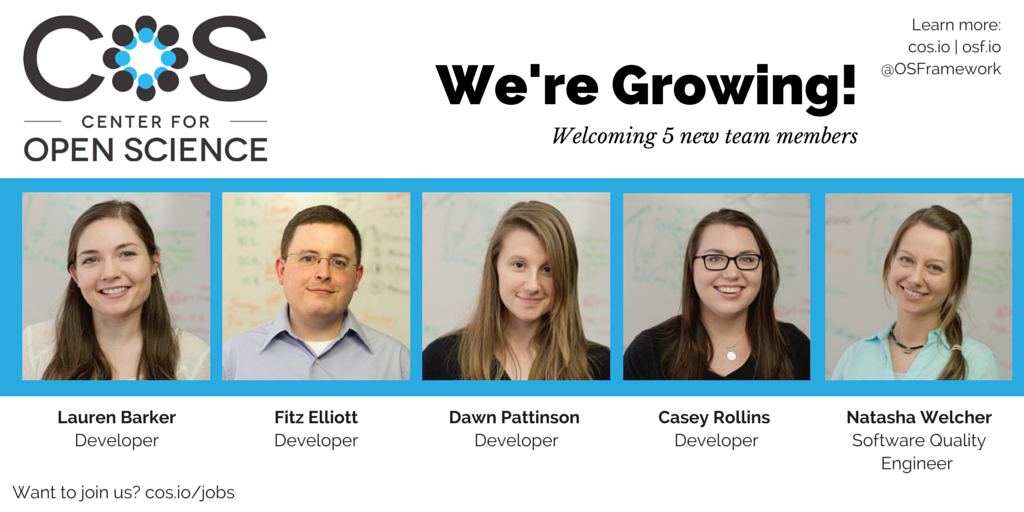 COS
CENTER FOR
OPEN SCIENCE
Learn more:
cos.io | osf.io
@OSFramework
We're Growing!
Welcoming 5 new team members
Lauren Barker
Developer
Fitz Elliott
Developer
Dawn Pattinson
Developer
Casey Rollins
Developer
Natasha Welcher
Software Quality
Engineer
Want to join us? cos.io/jobs